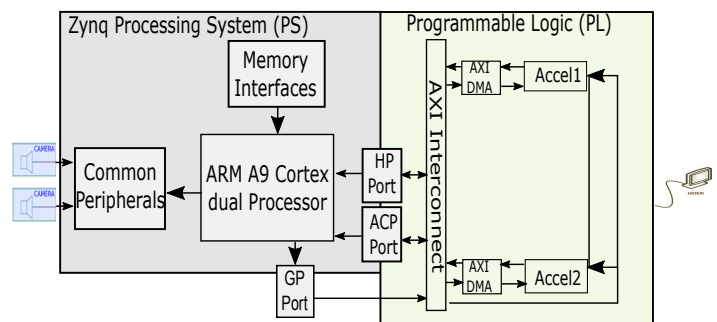 Zynq Processing System (PS)
Programmable Logic (PL)
Memory
Interfaces
CAMERA
CAMERA
Common
Peripherals
ARM A9 Cortex
dual Processor
HP
Port
ACP
Port
GP
Port
AXI Interconnect
AXI
DMA
Accel1
AXI
DMA
Accel2
HDMI